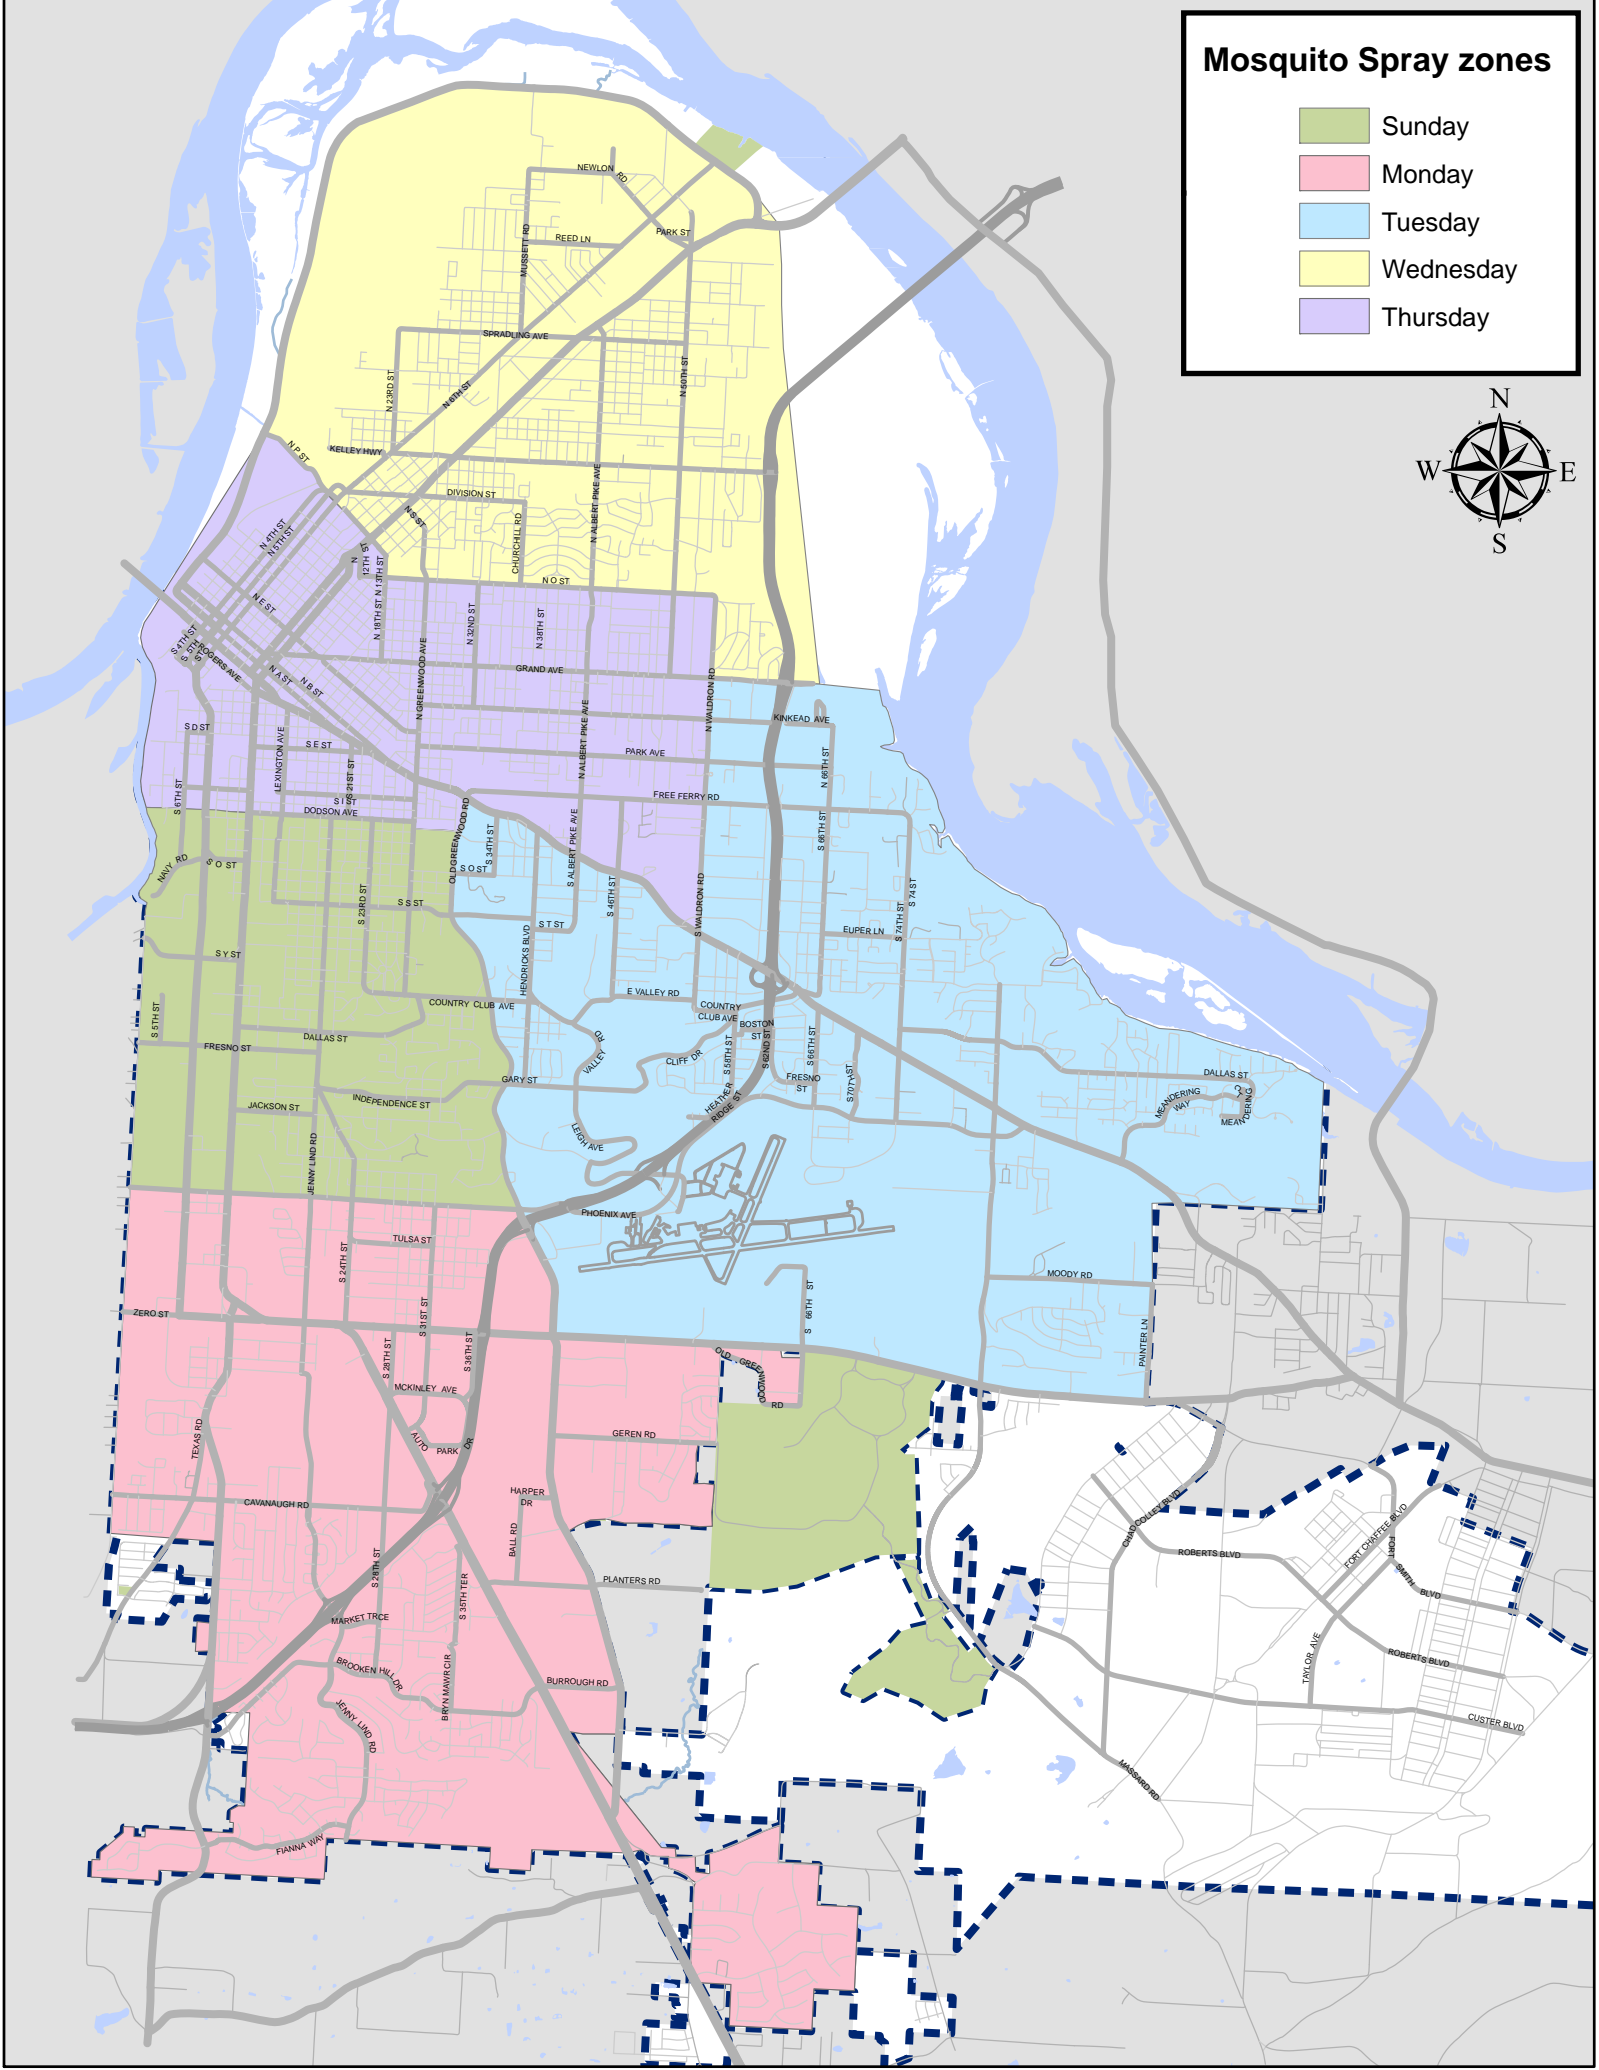 Mosquito Spray zones
Sunday
Monday
Tuesday
Wednesday
Thursday
N
W
E
S
NEWLON RD
PARK ST
REED LN
MUSSETT RD
SPRADLING AVE
N 23RD ST
N 6TH ST
N 50TH ST
N P ST
KELLEY HWY
DIVISION ST
N S ST
CHURCHILL RD
N ALBERT PIKE AVE
N 4TH ST
N 5TH ST
N
12TH ST
N 13TH ST
N O ST
N E ST
N 18TH ST
N 32ND ST
N 38TH ST
S 4TH ST
S 5TH
ST
ROGERS AVE
N A ST
N B ST
N GREENWOOD AVE
GRAND AVE
N WALDRON RD
KINKEAD AVE
S D ST
LEXINGTON AVE
S E ST
N ALBERT PIKE AVE
PARK AVE
N 66TH ST
S 6TH ST
S 21ST ST
S I ST
DODSON AVE
FREE FERRY RD
OLD GREENWOOD RD
S 34TH ST
S ALBERT PIKE AVE
S 66TH ST
NAVY RD
S O ST
S O ST
S 23RD ST
S S ST
S 46TH ST
S WALDRON RD
S 74 ST
S 74TH ST
S T ST
EUPER LN
S Y ST
HENDRICKS BLVD
COUNTRY CLUB AVE
E VALLEY RD
COUNTRY
CLUB AVE
BOSTON
ST
S 5TH ST
DALLAS ST
FRESNO ST
VALLEY RD
CLIFF DR
S 58TH ST
S 62ND ST
S 66TH ST
GARY ST
FRESNO
ST
S 70TH ST
DALLAS ST
JACKSON ST
INDEPENDENCE ST
HEATHER
RIDGE ST
MEANDERING
WAY
MEANDERING CT
LEIGH AVE
JENNY LIND RD
PHOENIX AVE
TULSA ST
S 24TH ST
MOODY RD
ZERO ST
S 31ST ST
S 28TH ST
S 36TH ST
S 66TH ST
PAINTER LN
OLD GREENWOOD
RD
MCKINLEY AVE
TEXAS RD
AUTO PARK DR
GEREN RD
CAVANAUGH RD
HARPER
DR
BALL RD
CHAD COLLEY BLVD
ROBERTS BLVD
FORT CHAFFEE BLVD
FORT SMITH BLVD
S 28TH ST
S 35TH TER
PLANTERS RD
MARKET TRCE
BROOKEN HILL DR
BRYN MAWR CIR
BURROUGH RD
TAYLOR AVE
ROBERTS BLVD
JENNY LIND RD
CUSTER BLVD
MASSARD RD
FIANNA WAY